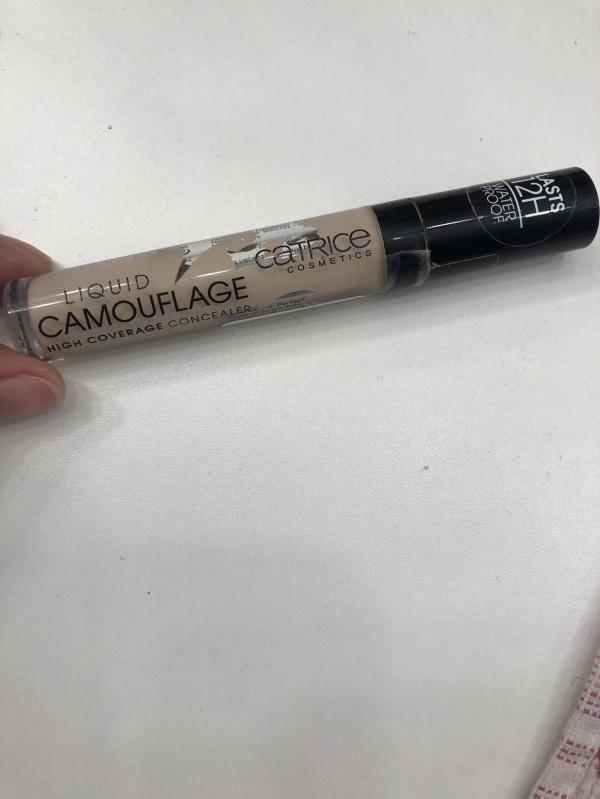 LIQUID
CAMOUFLAGE
HIGH COVERAGE CONCEALER
CATRICE
COSMETICS
LASTS
12H
WATER
PROOF